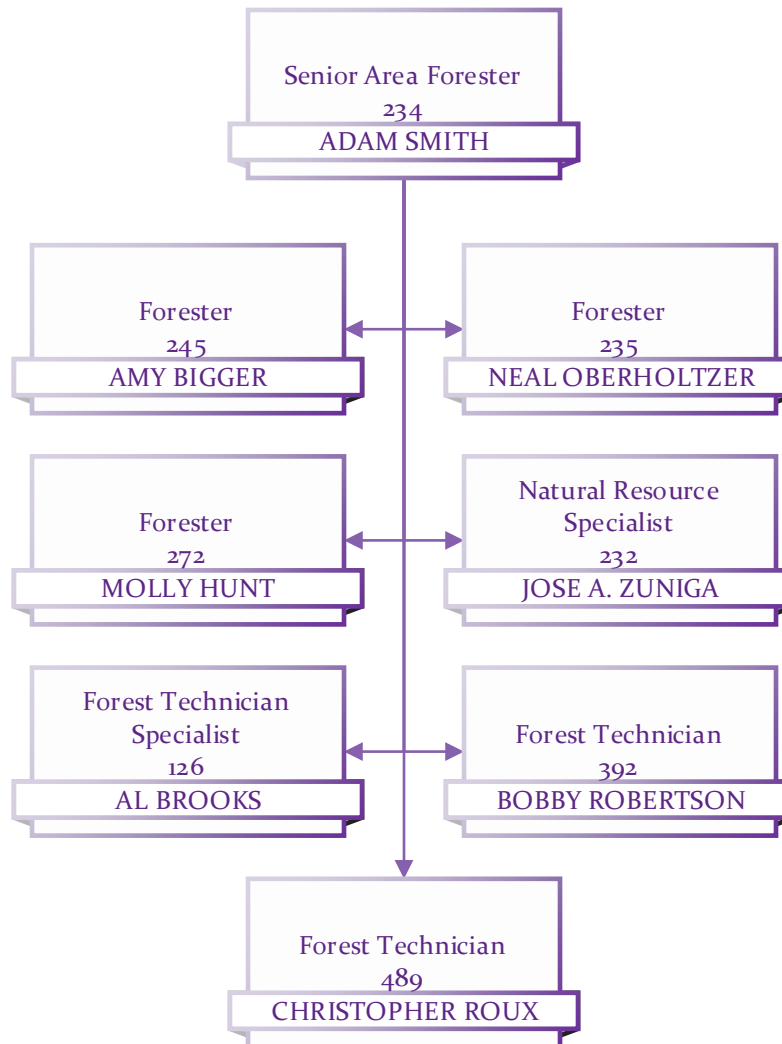 Senior Area Forester
234
ADAM SMITH
Forester
245
AMY BIGGER
Forester
235
NEAL OBERHOLTZER
Forester
272
MOLLY HUNT
Natural Resource
Specialist
232
JOSE A. ZUNIGA
Forest Technician
Specialist
126
AL BROOKS
Forest Technician
392
BOBBY ROBERTSON
Forest Technician
489
CHRISTOPHER ROUX